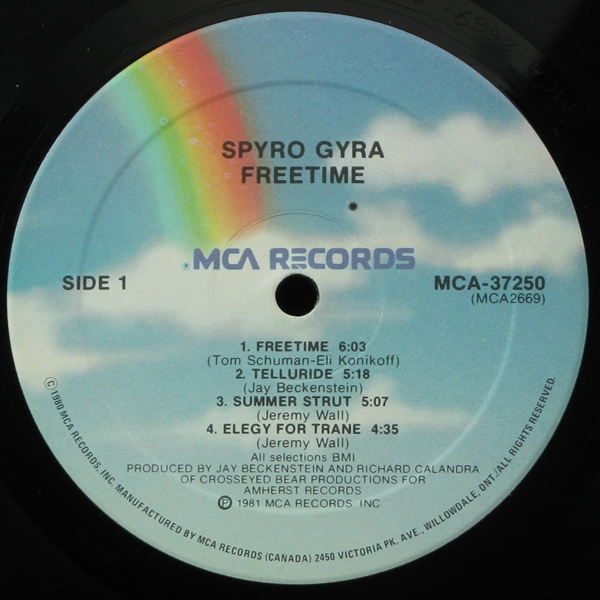 SPYRO GYRA
FREETIME
MCA RECORDS
SIDE 1
MCA-37250
(MCA2669)
1. FREETIME 6:03
(Tom Schuman-Eli Konikoff)
2. TELLURIDE 5:18
(Jay Beckenstein)
3. SUMMER STRUT 5:07
(Jeremy Wall)
4. ELEGY FOR TRANE 4:35
(Jeremy Wall)
All selections BMI
PRODUCED BY JAY BECKENSTEIN AND RICHARD CALANDRA
OF CROSSEYED BEAR PRODUCTIONS FOR
AMHERST RECORDS
℗ 1981 MCA RECORDS, INC
©1980 MCA RECORDS, INC. MANUFACTURED BY MCA RECORDS (CANADA) 2450 VICTORIA PK. AVE., WILLOWDALE, ONT./ALL RIGHTS RESERVED.